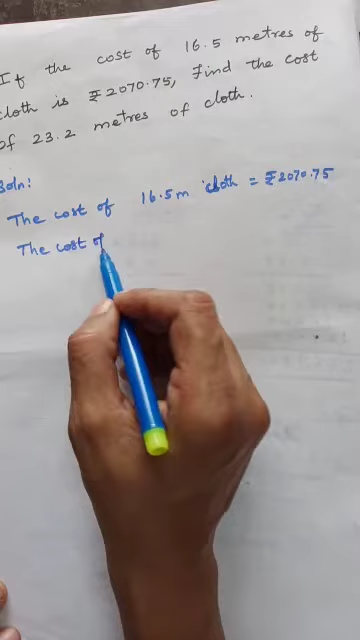 If the cost of 16.5 metres of
cloth is ₹2070.75, Find the cost
of 23.2 metres of cloth.
Soln:
The cost of 16.5m cloth = ₹2070.75
The cost of